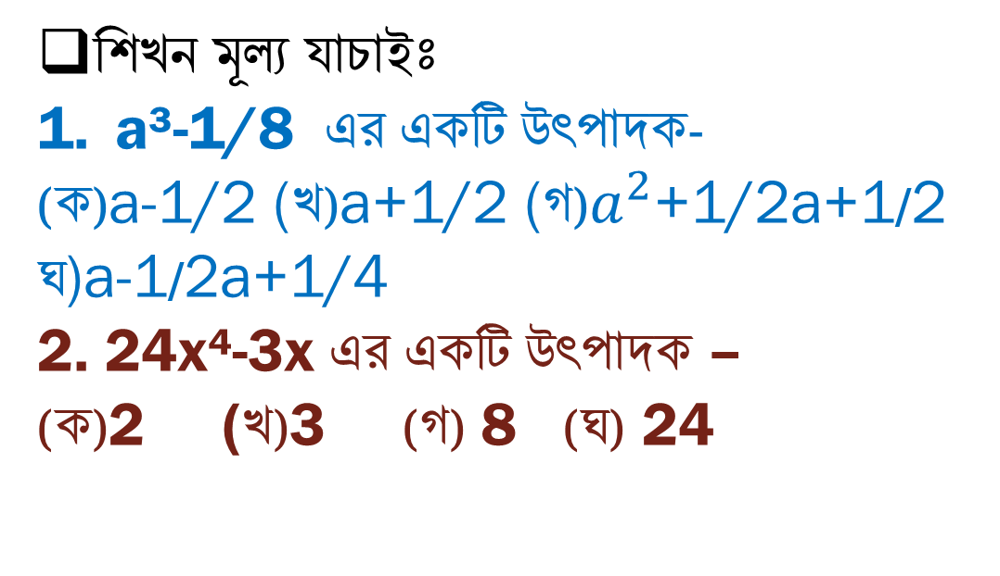 ❑শিখন মূল্য যাচাইঃ
1. a³-1/8 এর একটি উৎপাদক-
(ক)a-1/2 (খ)a+1/2 (গ)𝑎²+1/2a+1/2
ঘ)a-1/2a+1/4
2. 24x⁴-3x এর একটি উৎপাদক –
(ক)2 (খ)3 (গ) 8 (ঘ) 24